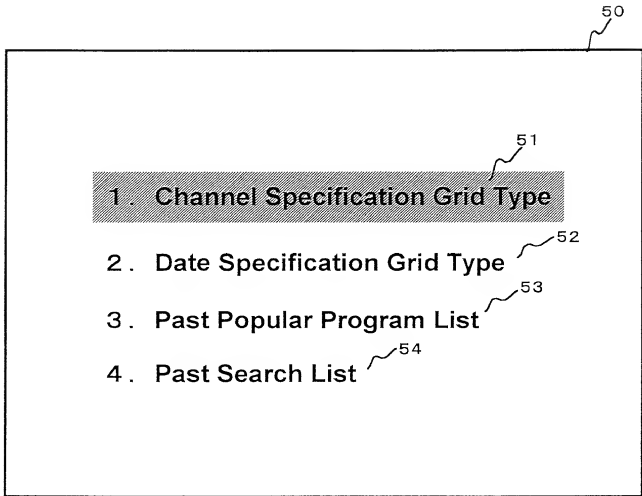 50
51
1. Channel Specification Grid Type
52
2. Date Specification Grid Type
53
3. Past Popular Program List
54
4. Past Search List